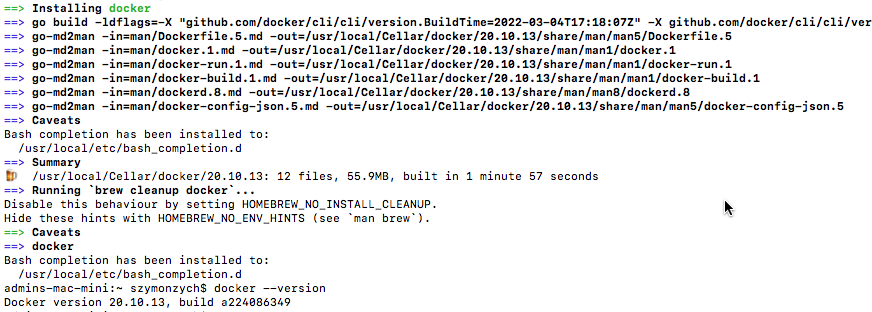 ==> Installing docker
==> go build -ldflags=-X "github.com/docker/cli/cli/version.BuildTime=2022-03-04T17:18:07Z" -X github.com/docker/cli/cli/ver
==> go-md2man -in=man/Dockerfile.5.md -out=/usr/local/Cellar/docker/20.10.13/share/man/man5/Dockerfile.5
==> go-md2man -in=man/docker.1.md -out=/usr/local/Cellar/docker/20.10.13/share/man/man1/docker.1
==> go-md2man -in=man/docker-run.1.md -out=/usr/local/Cellar/docker/20.10.13/share/man/man1/docker-run.1
==> go-md2man -in=man/docker-build.1.md -out=/usr/local/Cellar/docker/20.10.13/share/man/man1/docker-build.1
==> go-md2man -in=man/dockerd.8.md -out=/usr/local/Cellar/docker/20.10.13/share/man/man8/dockerd.8
==> go-md2man -in=man/docker-config-json.5.md -out=/usr/local/Cellar/docker/20.10.13/share/man/man5/docker-config-json.5
==> Caveats
Bash completion has been installed to:
  /usr/local/etc/bash_completion.d
==> Summary
🍺  /usr/local/Cellar/docker/20.10.13: 12 files, 55.9MB, built in 1 minute 57 seconds
==> Running `brew cleanup docker`...
Disable this behaviour by setting HOMEBREW_NO_INSTALL_CLEANUP.
Hide these hints with HOMEBREW_NO_ENV_HINTS (see `man brew`).
==> Caveats
==> docker
Bash completion has been installed to:
  /usr/local/etc/bash_completion.d
admins-mac-mini:~ szymonzych$ docker --version
Docker version 20.10.13, build a224086349